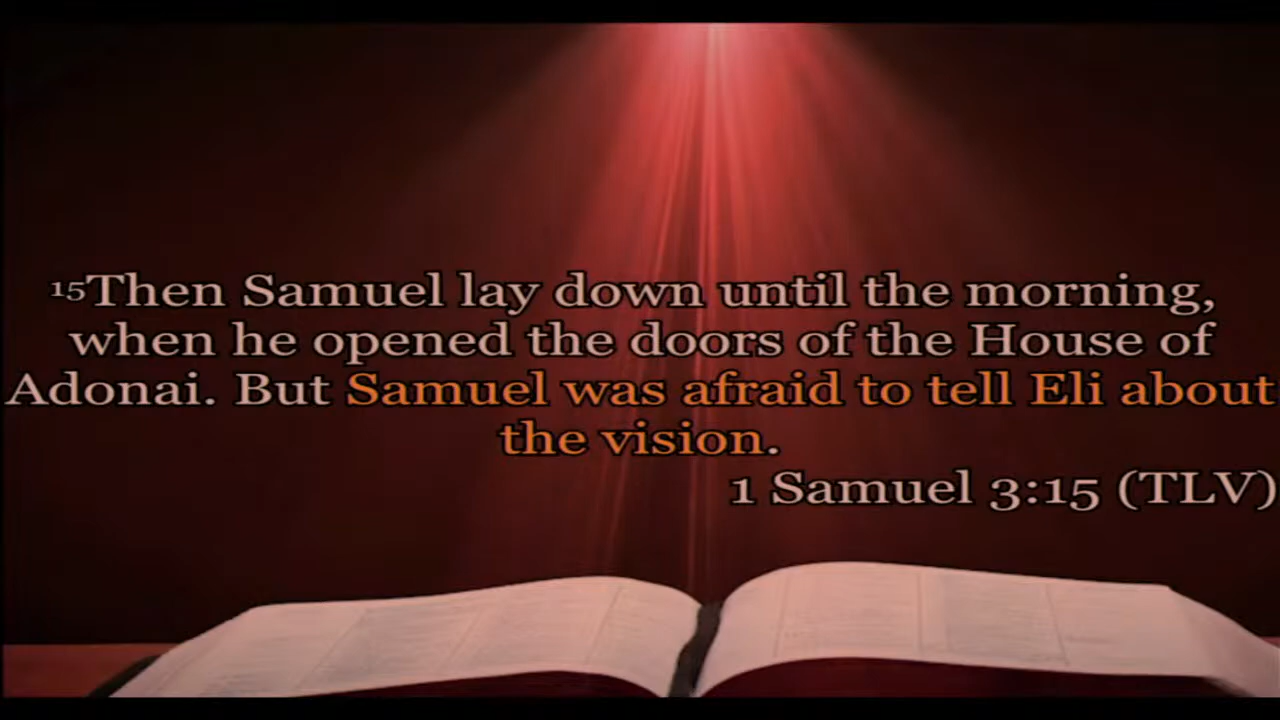 ¹⁵Then Samuel lay down until the morning,
when he opened the doors of the House of
Adonai. But Samuel was afraid to tell Eli about
the vision.
1 Samuel 3:15 (TLV)